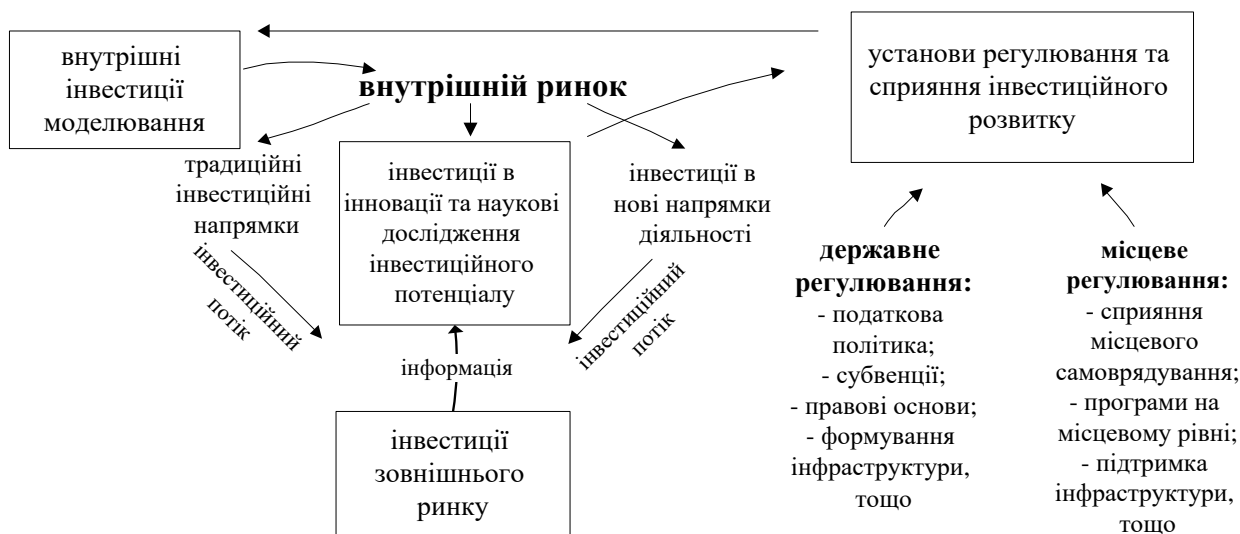 внутрішні
інвестиції
моделювання
внутрішній ринок
установи регулювання та
сприяння інвестиційного
розвитку
традиційні
інвестиційні
напрямки
інвестиції в
інновації та наукові
дослідження
інвестиційного
потенціалу
інвестиції в
нові напрямки
діяльності
інвестиційний
потік
інвестиційний
потік
інформація
інвестиції
зовнішнього
ринку
державне
регулювання:
- податкова
політика;
- субвенції;
- правові основи;
- формування
інфраструктури,
тощо
місцеве
регулювання:
- сприяння
місцевого
самоврядування;
- програми на
місцевому рівні;
- підтримка
інфраструктури,
тощо